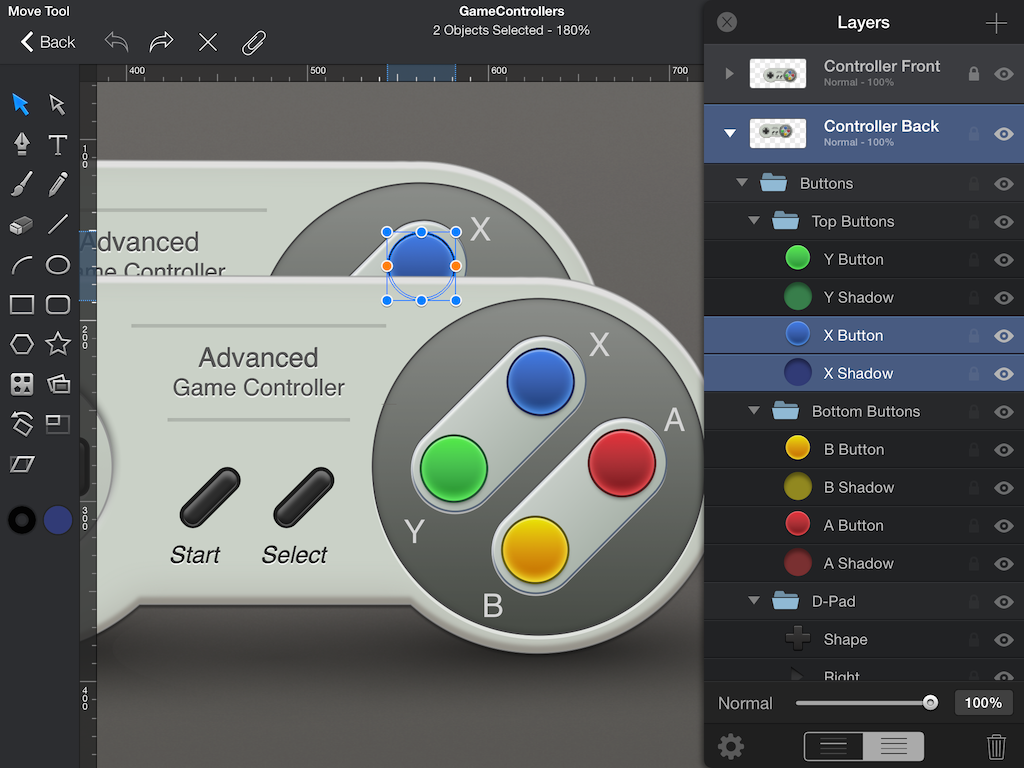 Move Tool
GameControllers
2 Objects Selected - 180%
Back
Layers
400
500
600
700
100
200
300
400
Controller Front
Normal - 100%
Controller Back
Normal - 100%
Buttons
Top Buttons
Y Button
Y Shadow
X Button
X Shadow
Bottom Buttons
B Button
B Shadow
A Button
A Shadow
D-Pad
Shape
Right
Normal
100%
X
Advanced
Game Controller
X
Advanced
Game Controller
A
Y
B
Start
Select